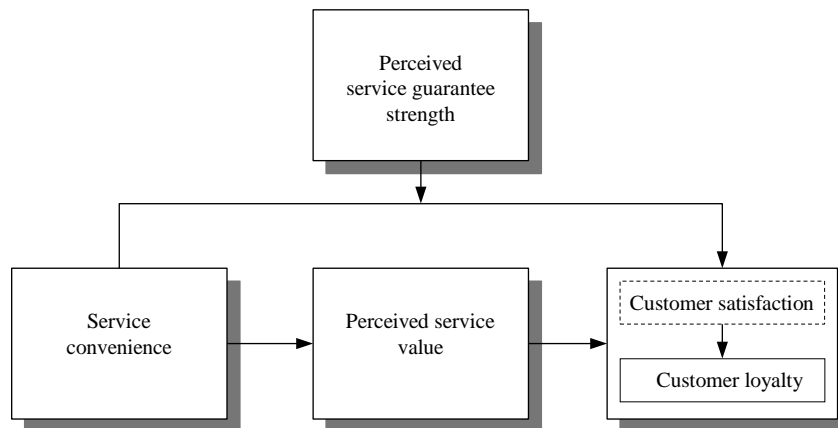 Perceived
service guarantee
strength
Service
convenience
Perceived service
value
Customer satisfaction
Customer loyalty